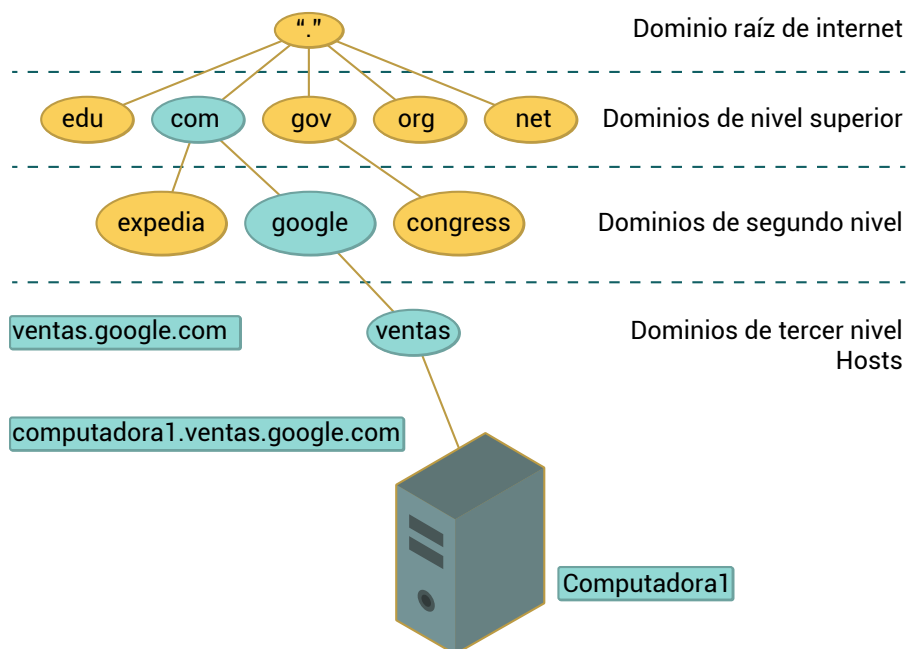 “.” Dominio raíz de internet
edu com gov org net Dominios de nivel superior
expedia google congress Dominios de segundo nivel
ventas.google.com ventas Dominios de tercer nivel
Hosts
computadora1.ventas.google.com
Computadora1